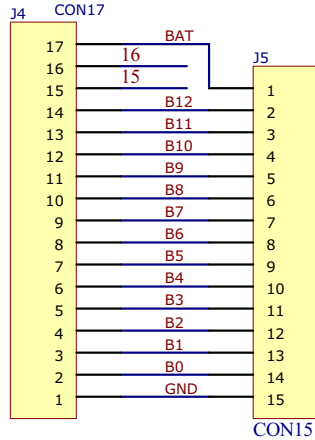 J4 CON17
17 BAT
16 16 J5
15 15 1
14 B12 2
13 B11 3
12 B10 4
11 B9 5
10 B8 6
9 B7 7
8 B6 8
7 B5 9
6 B4 10
5 B3 11
4 B2 12
3 B1 13
2 B0 14
1 GND 15
CON15